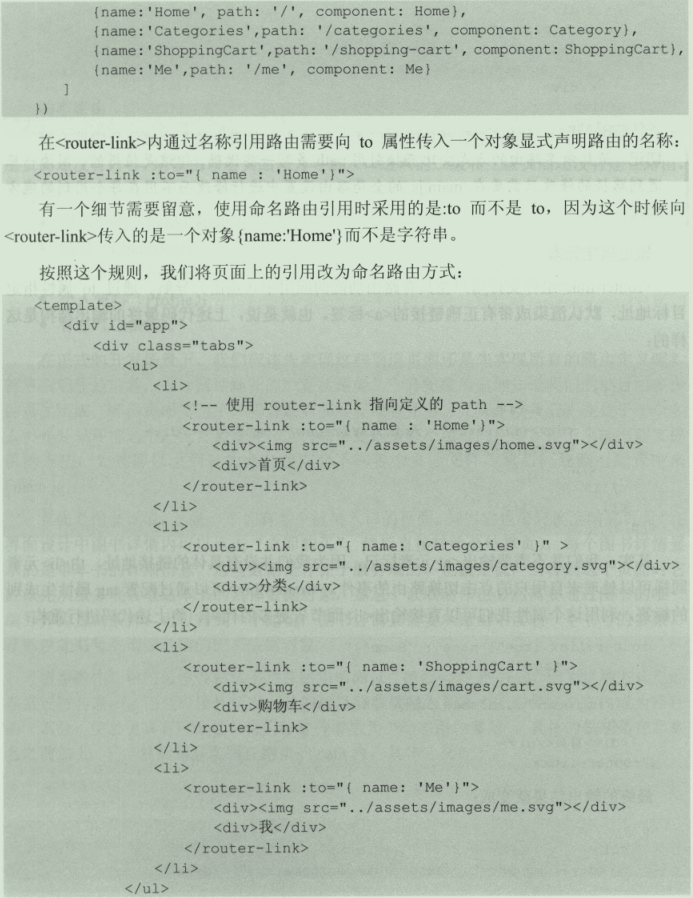 {name:'Home', path: '/', component: Home},
{name:'Categories',path: '/categories', component: Category},
{name:'ShoppingCart',path: '/shopping-cart', component: ShoppingCart},
{name:'Me',path: '/me', component: Me}
]
})
在<router-link>内通过名称引用路由需要向 to 属性传入一个对象显式声明路由的名称：
<router-link :to="{ name : 'Home'}">
有一个细节需要留意，使用命名路由引用时采用的是:to 而不是 to，因为这个时候向
<router-link>传入的是一个对象{name:'Home'}而不是字符串。
按照这个规则，我们将页面上的引用改为命名路由方式：
<template>
<div id="app">
<div class="tabs">
<ul>
<li>
<!-- 使用 router-link 指向定义的 path -->
<router-link :to="{ name : 'Home'}">
<div><img src="../assets/images/home.svg"></div>
<div>首页</div>
</router-link>
</li>
<li>
<router-link :to="{ name: 'Categories' }" >
<div><img src="../assets/images/category.svg"></div>
<div>分类</div>
</router-link>
</li>
<li>
<router-link :to="{ name: 'ShoppingCart' }">
<div><img src="../assets/images/cart.svg"></div>
<div>购物车</div>
</router-link>
</li>
<li>
<router-link :to="{ name: 'Me'}">
<div><img src="../assets/images/me.svg"></div>
<div>我</div>
</router-link>
</li>
</ul>